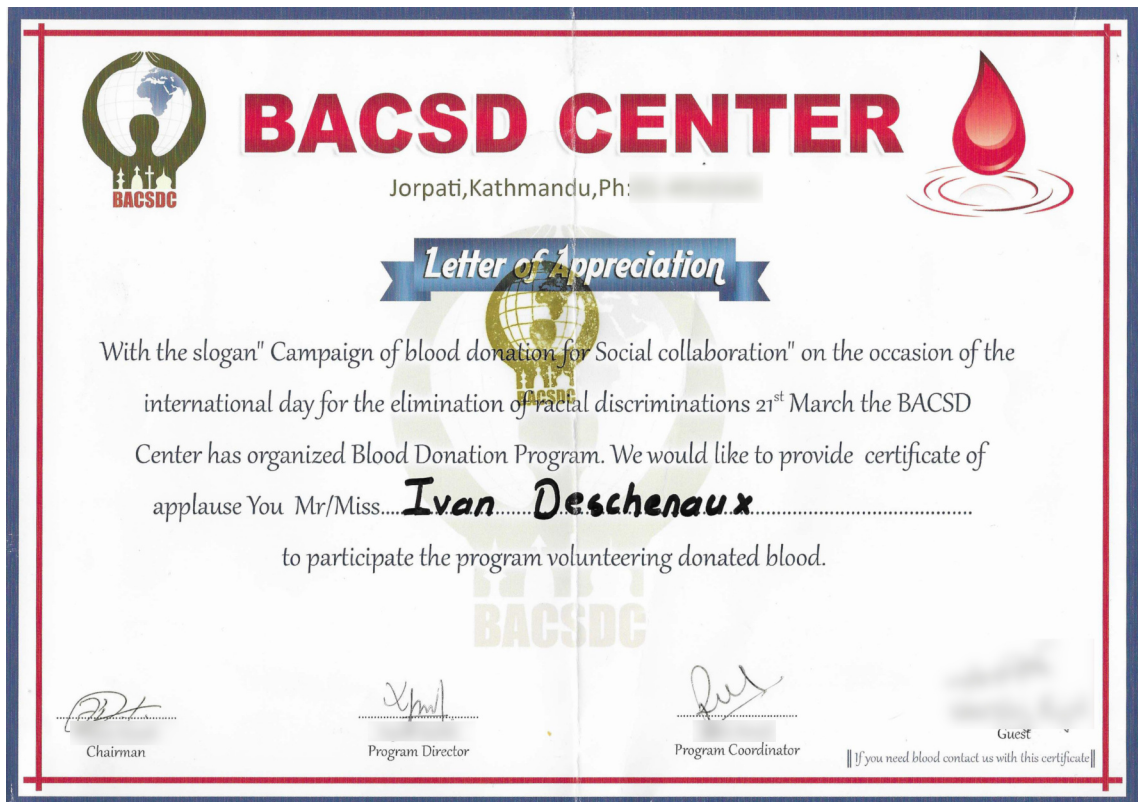 BACSDC
BACSD CENTER
Jorpati,Kathmandu,Ph:
Letter of Appreciation
BACSDC
With the slogan" Campaign of blood donation for Social collaboration" on the occasion of the
international day for the elimination of racial discriminations 21st March the BACSD
Center has organized Blood Donation Program. We would like to provide certificate of
applause You Mr/Miss....Ivan Deschenaux
to participate the program volunteering donated blood.
BACSDC
Chairman
Program Director
Program Coordinator
Guest
If you need blood contact us with this certificate